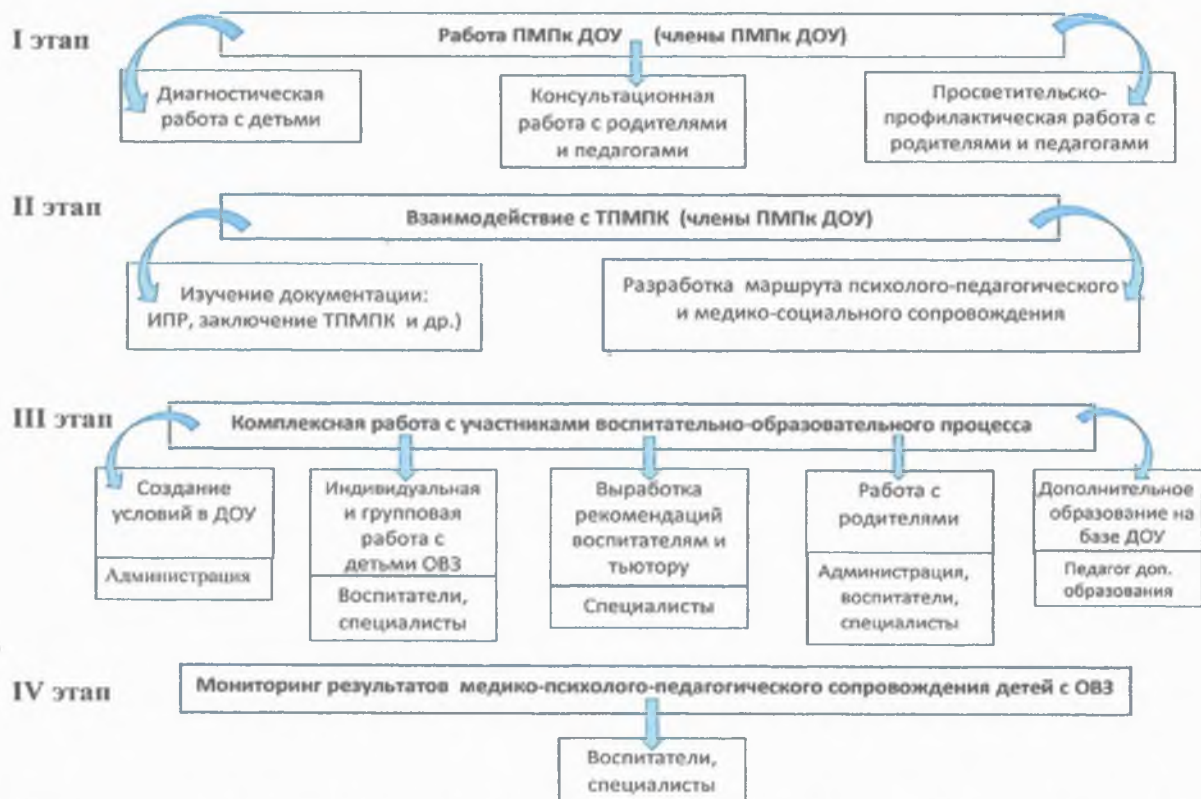 I этап
Работа ПМПк ДОУ (члены ПМПк ДОУ)
Диагностическая
работа с детьми
Консультационная
работа с родителями
и педагогами
Просветительско-
профилактическая работа с
родителями и педагогами
II этап
Взаимодействие с ТПМПК (члены ПМПк ДОУ)
Изучение документации:
ИПР, заключение ТПМПК и др.)
Разработка маршрута психолого-педагогического
и медико-социального сопровождения
III этап
Комплексная работа с участниками воспитательно-образовательного процесса
Создание
условий в ДОУ
Администрация
Индивидуальная
и групповая
работа с
детьми ОВЗ
Воспитатели,
специалисты
Выработка
рекомендаций
воспитателям и
тьютору
Специалисты
Работа с
родителями
Администрация,
воспитатели,
специалисты
Дополнительное
образование на
базе ДОУ
Педагог доп.
образования
IV этап
Мониторинг результатов медико-психолого-педагогического сопровождения детей с ОВЗ
Воспитатели,
специалисты